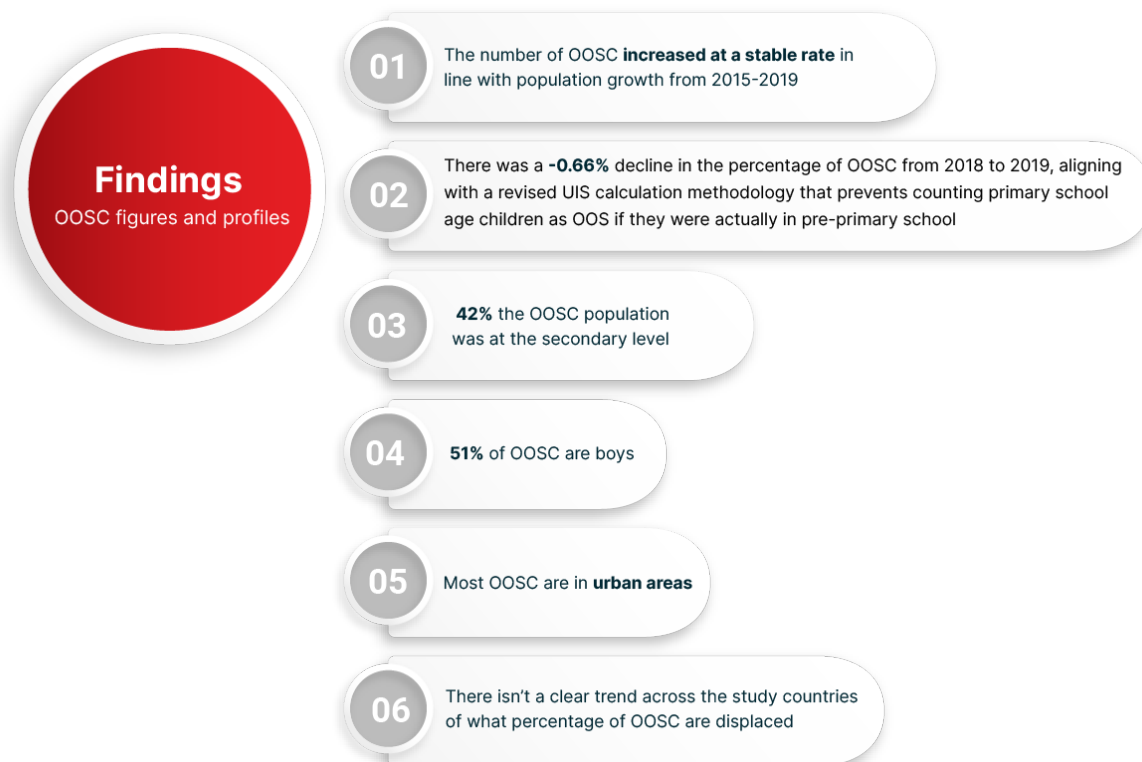 Findings
OOSC figures and profiles
01
The number of OOSC increased at a stable rate in
line with population growth from 2015-2019
02
There was a -0.66% decline in the percentage of OOSC from 2018 to 2019, aligning
with a revised UIS calculation methodology that prevents counting primary school
age children as OOS if they were actually in pre-primary school
03
42% the OOSC population
was at the secondary level
04
51% of OOSC are boys
05
Most OOSC are in urban areas
06
There isn’t a clear trend across the study countries
of what percentage of OOSC are displaced